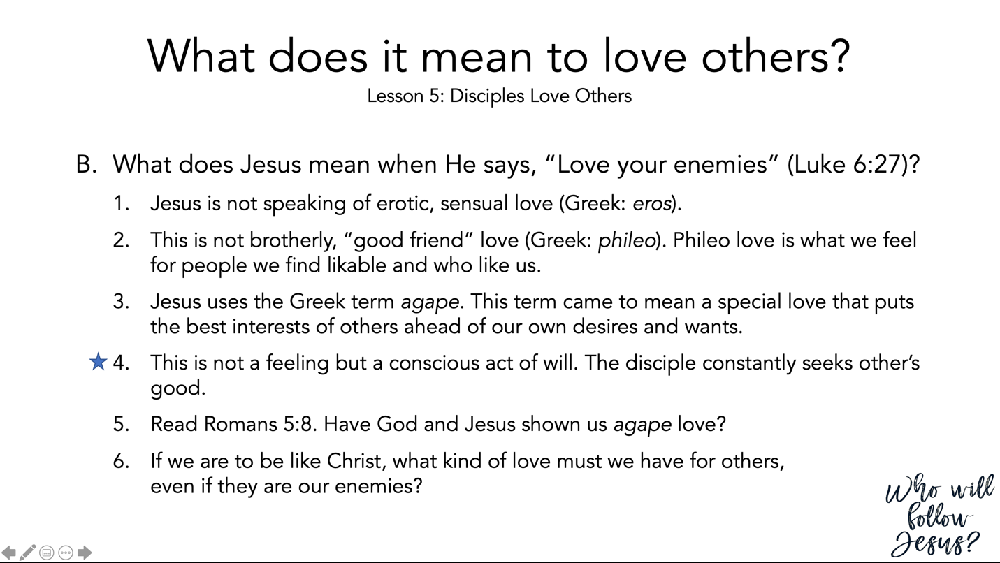 What does it mean to love others?
Lesson 5: Disciples Love Others
B. What does Jesus mean when He says, “Love your enemies” (Luke 6:27)?
1. Jesus is not speaking of erotic, sensual love (Greek: eros).
2. This is not brotherly, “good friend” love (Greek: phileo). Phileo love is what we feel
for people we find likable and who like us.
3. Jesus uses the Greek term agape. This term came to mean a special love that puts
the best interests of others ahead of our own desires and wants.
4. This is not a feeling but a conscious act of will. The disciple constantly seeks other’s
good.
5. Read Romans 5:8. Have God and Jesus shown us agape love?
6. If we are to be like Christ, what kind of love must we have for others,
even if they are our enemies?
Who will
follow
Jesus?